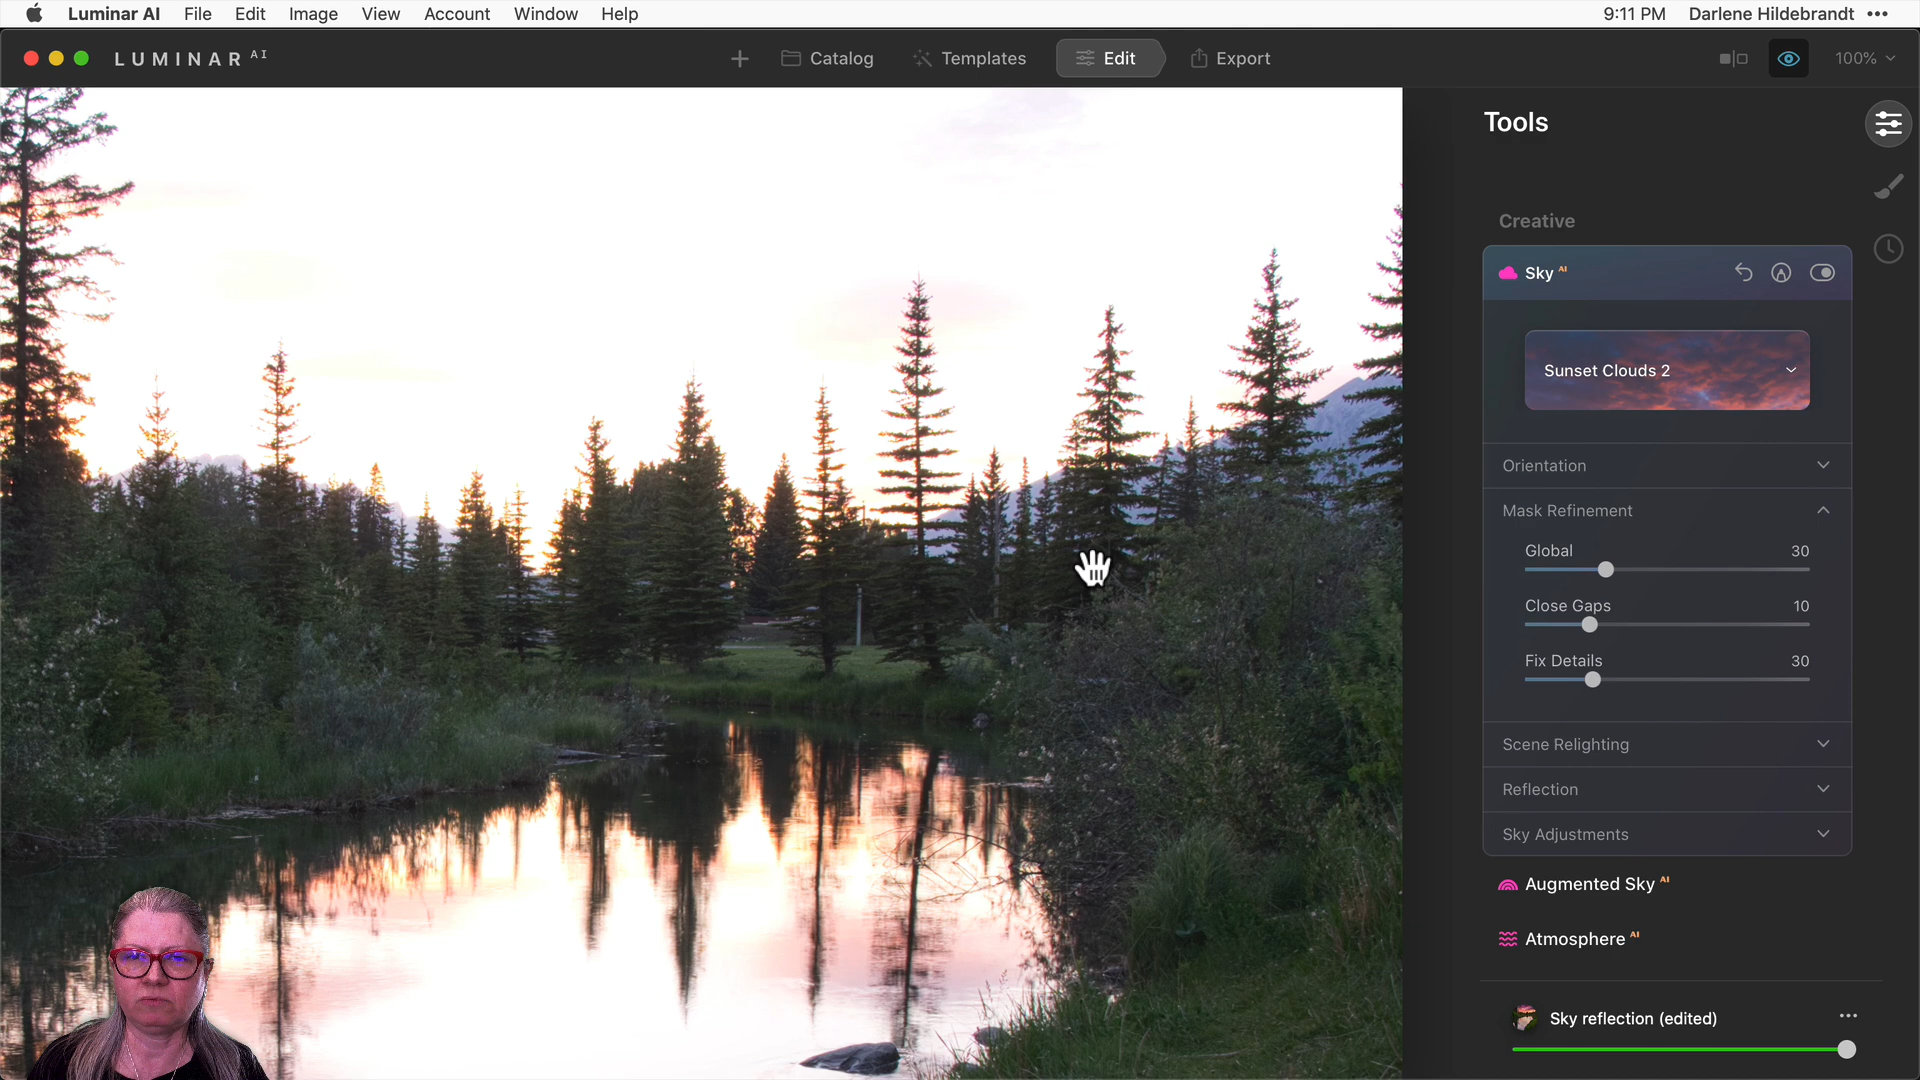 Luminar AI File Edit Image View Account Window Help 9:11 PM Darlene Hildebrandt
LUMINAR AI Catalog Templates Edit Export 100%
Tools
Creative
Sky AI
Sunset Clouds 2
Orientation
Mask Refinement
Global 30
Close Gaps 10
Fix Details 30
Scene Relighting
Reflection
Sky Adjustments
Augmented Sky AI
Atmosphere AI
Sky reflection (edited)